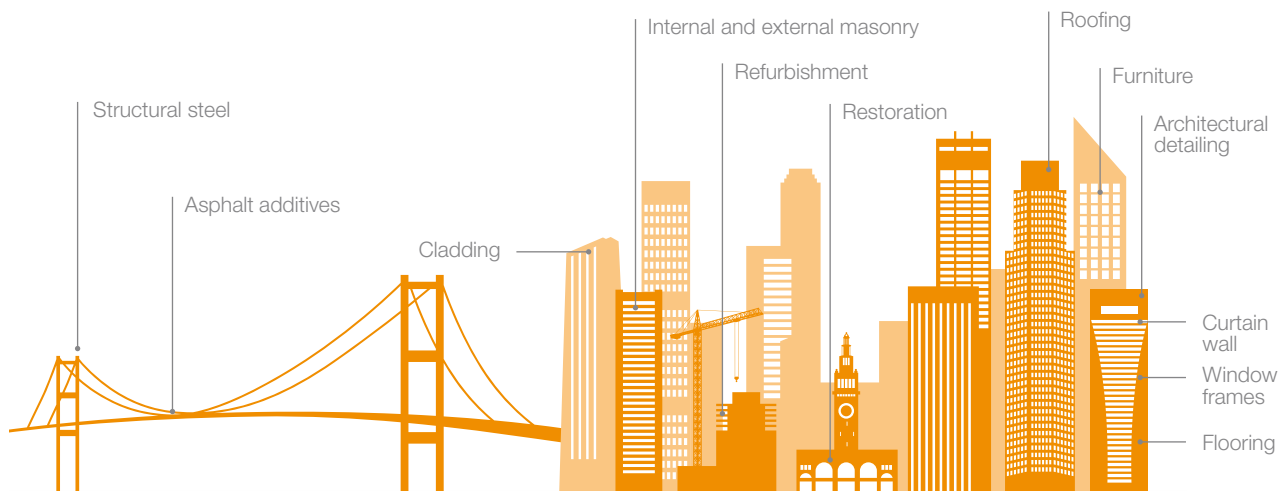 Internal and external masonry
Roofing
Refurbishment
Furniture
Structural steel
Restoration
Architectural
detailing
Asphalt additives
Cladding
Curtain
wall
Window
frames
Flooring